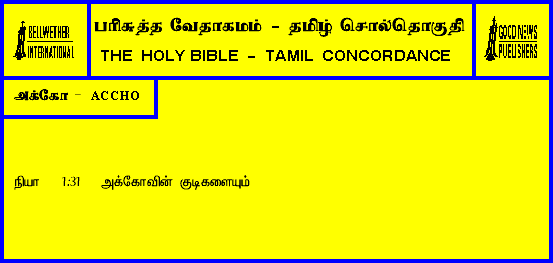 BELLWETHER
INTERNATIONAL
பரிசுத்த வேதாகமம் - தமிழ் சொல்தொகுதி
THE HOLY BIBLE - TAMIL CONCORDANCE
GOOD NEWS
PUBLISHERS
அக்கோ - ACCHO
நியா 1:31 அக்கோவின் குடிகளையும்